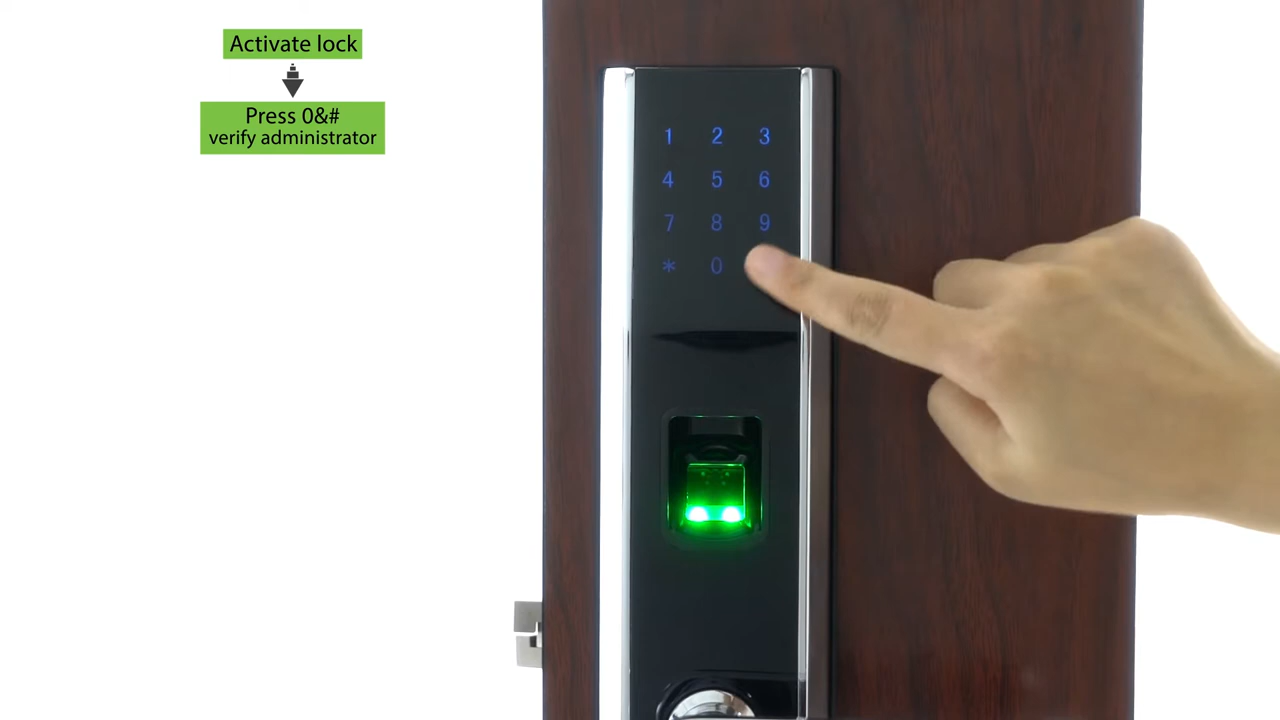 Activate lock
Press 0&#
verify administrator
1 2 3
4 5 6
7 8 9
* 0